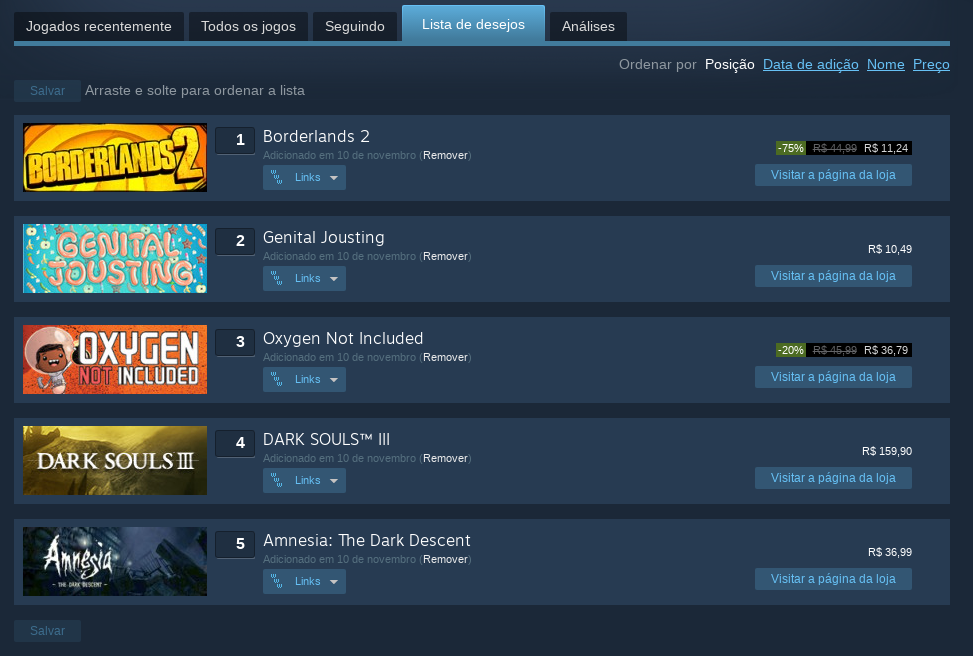 Jogados recentemente Todos os jogos Seguindo Lista de desejos Análises
Ordenar por Posição Data de adição Nome Preço
Salvar Arraste e solte para ordenar a lista
BORDERLANDS 2
1
Borderlands 2
Adicionado em 10 de novembro (Remover)
Links
-75% R$ 44,99 R$ 11,24
Visitar a página da loja
GENITAL JOUSTING
2
Genital Jousting
Adicionado em 10 de novembro (Remover)
Links
R$ 10,49
Visitar a página da loja
OXYGEN NOT INCLUDED
3
Oxygen Not Included
Adicionado em 10 de novembro (Remover)
Links
-20% R$ 45,99 R$ 36,79
Visitar a página da loja
DARK SOULS III
4
DARK SOULS™ III
Adicionado em 10 de novembro (Remover)
Links
R$ 159,90
Visitar a página da loja
Amnesia
- THE DARK DESCENT -
5
Amnesia: The Dark Descent
Adicionado em 10 de novembro (Remover)
Links
R$ 36,99
Visitar a página da loja
Salvar